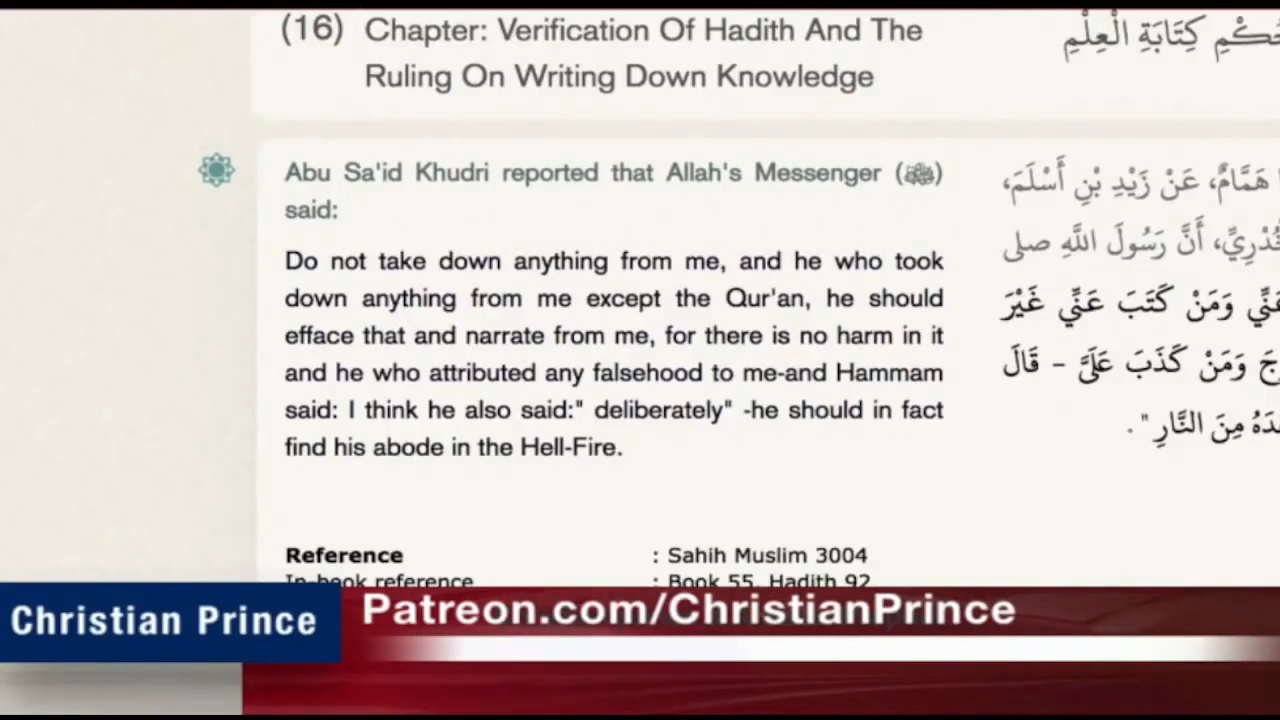 (16) Chapter: Verification Of Hadith And The
Ruling On Writing Down Knowledge
كِتَابَةِ الْعِلْمِ
Abu Sa'id Khudri reported that Allah's Messenger (ﷺ)
said:
Do not take down anything from me, and he who took
down anything from me except the Qur'an, he should
efface that and narrate from me, for there is no harm in it
and he who attributed any falsehood to me-and Hammam
said: I think he also said:" deliberately" -he should in fact
find his abode in the Hell-Fire.
هَمَّامٌ، عَنْ زَيْدِ بْنِ أَسْلَمَ،
أَنَّ رَسُولَ اللَّهِ صلى
وَمَنْ كَتَبَ عَنِّي غَيْرَ
وَمَنْ كَذَبَ عَلَىَّ - قَالَ
مِنَ النَّارِ " .
Reference : Sahih Muslim 3004
In-book reference : Book 55, Hadith 92
Christian Prince
Patreon.com/ChristianPrince